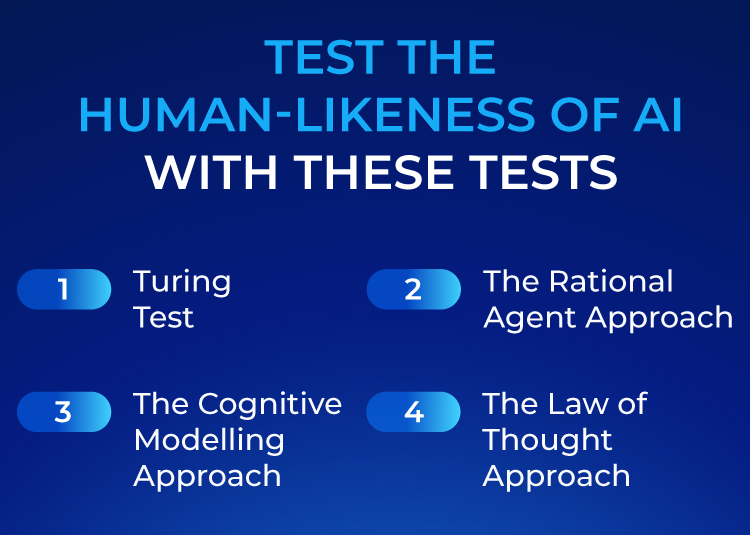 TEST THE
HUMAN-LIKENESS OF AI
WITH THESE TESTS
1
Turing
Test
2
The Rational
Agent Approach
3
The Cognitive
Modelling
Approach
4
The Law of
Thought
Approach